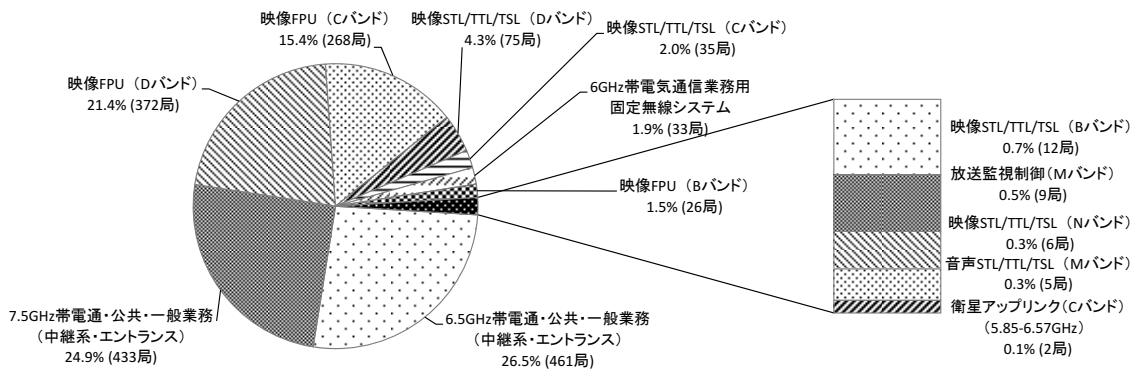 映像FPU（Cバンド）
15.4% (268局)
映像STL/TTL/TSL（Dバンド）
4.3% (75局)
映像STL/TTL/TSL（Cバンド）
2.0% (35局)
6GHz帯電気通信業務用
固定無線システム
1.9% (33局)
映像FPU（Dバンド）
21.4% (372局)
映像FPU（Bバンド）
1.5% (26局)
7.5GHz帯電通・公共・一般業務
（中継系・エントランス）
24.9% (433局)
6.5GHz帯電通・公共・一般業務
（中継系・エントランス）
26.5% (461局)
映像STL/TTL/TSL（Bバンド）
0.7% (12局)
放送監視制御（Mバンド）
0.5% (9局)
映像STL/TTL/TSL（Nバンド）
0.3% (6局)
音声STL/TTL/TSL（Mバンド）
0.3% (5局)
衛星アップリンク（Cバンド）
(5.85-6.57GHz)
0.1% (2局)